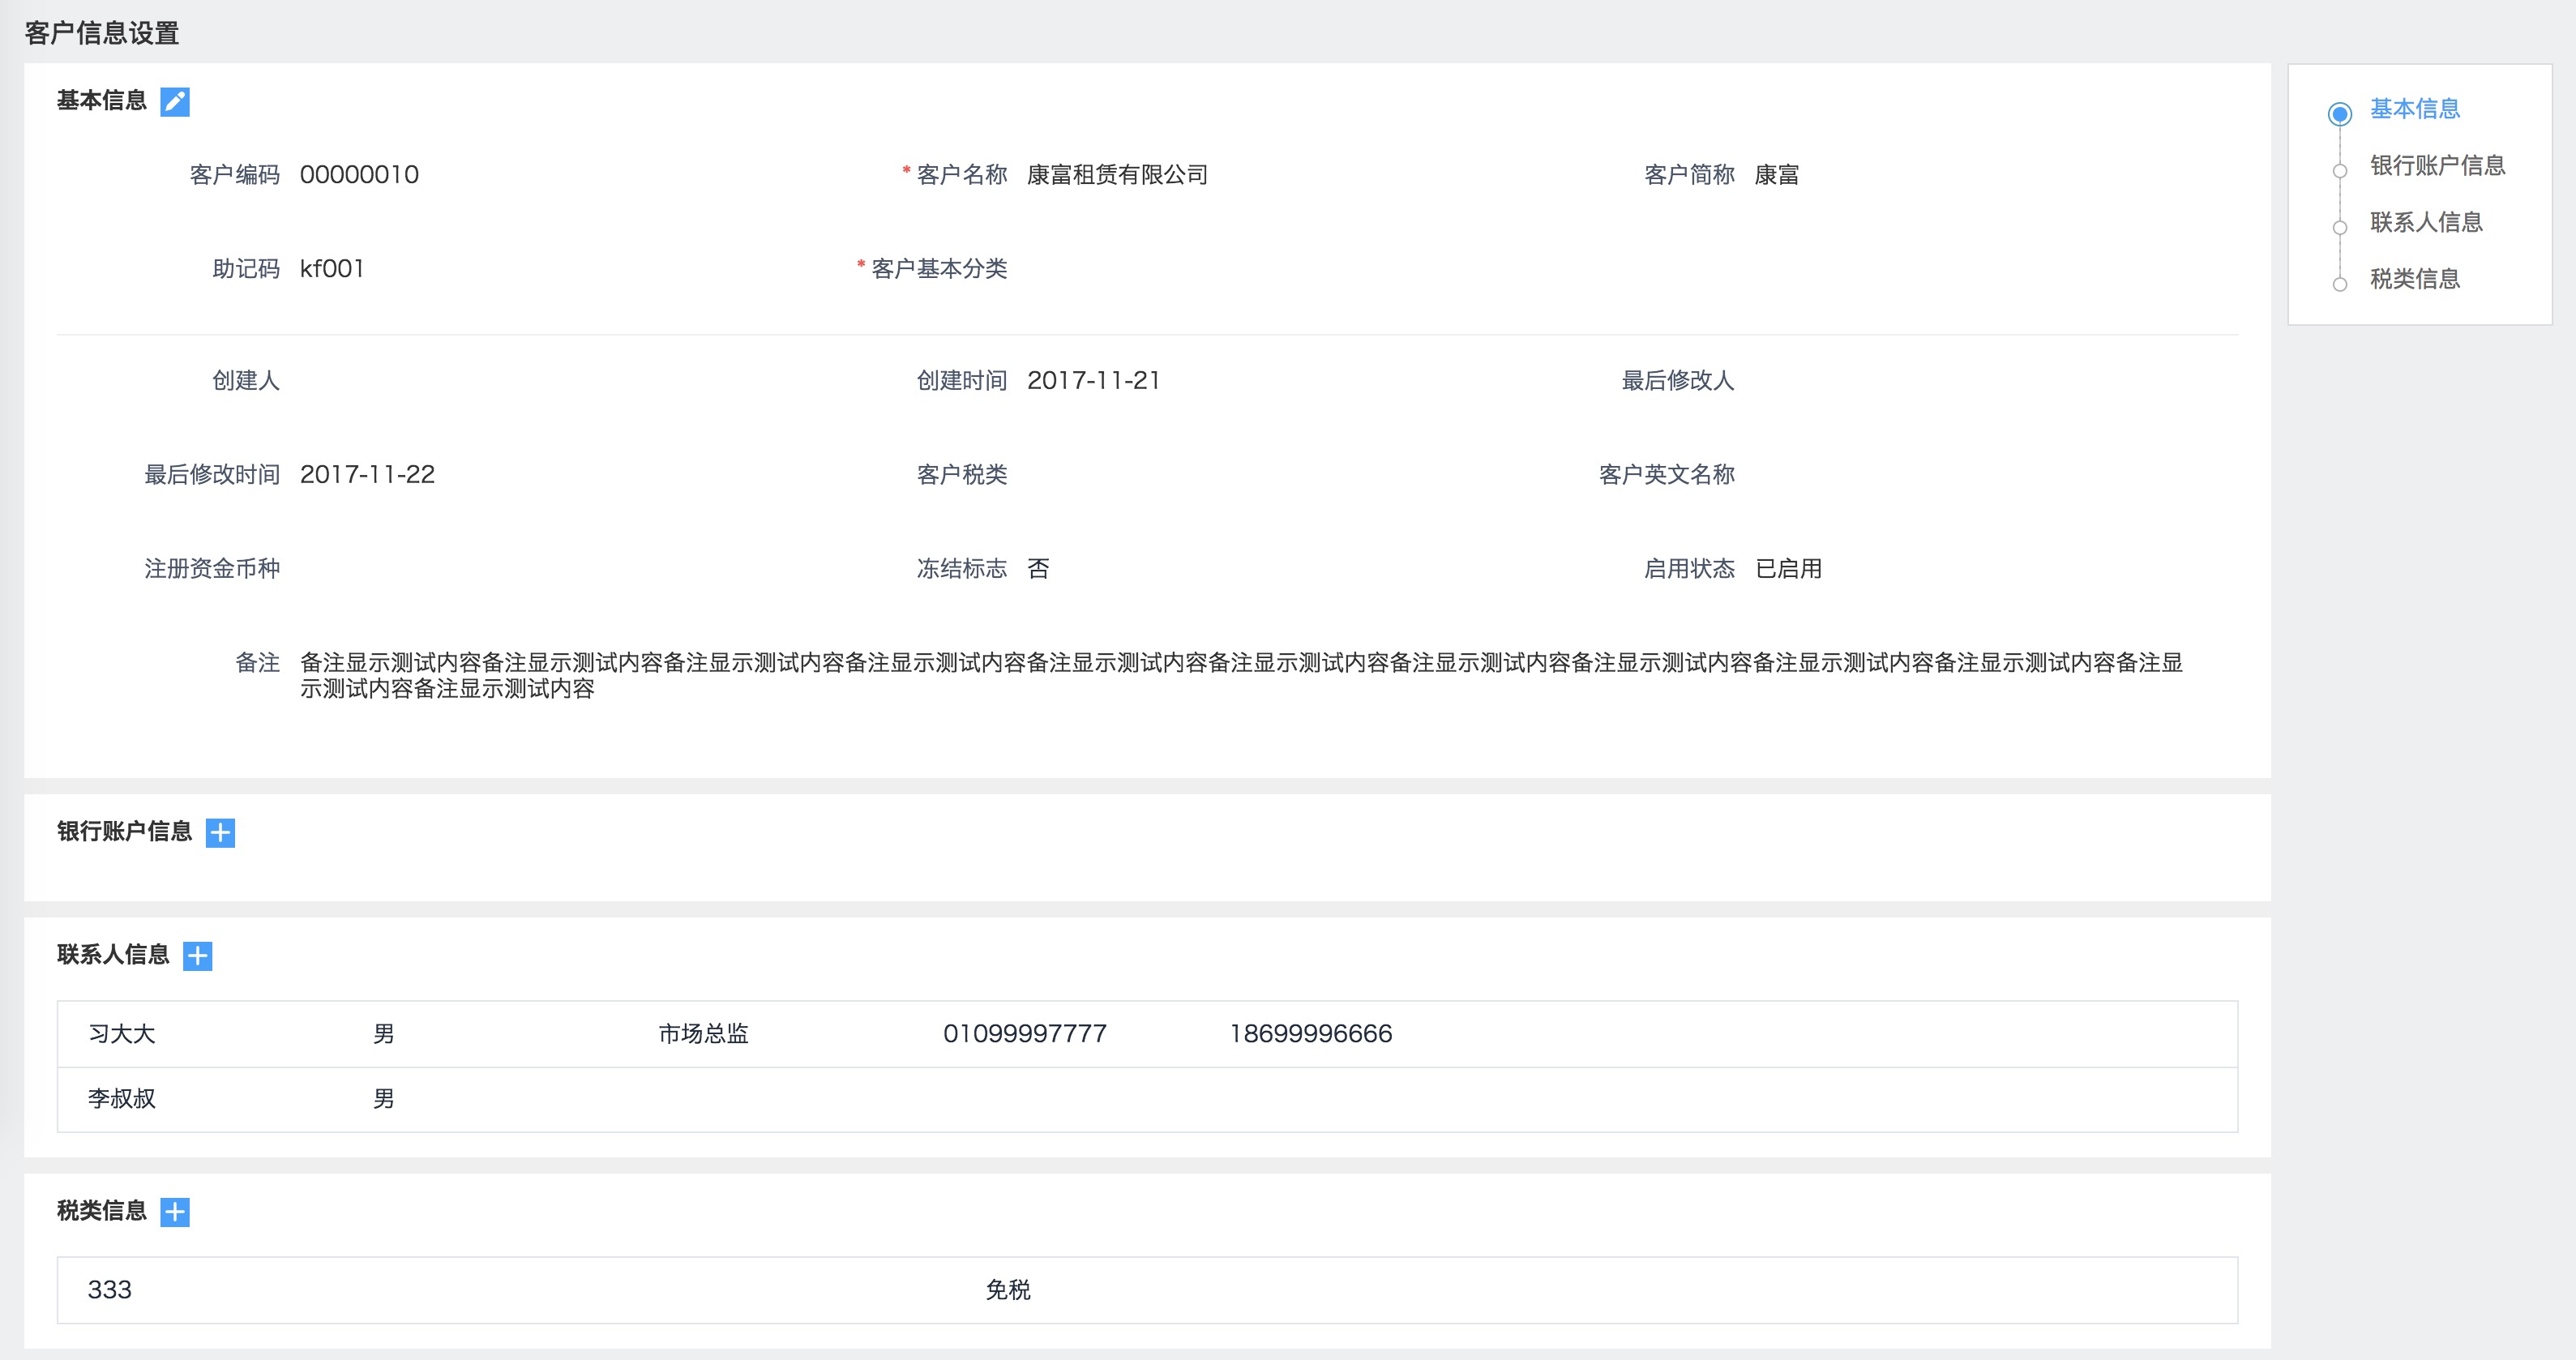 客户信息设置
基本信息
客户编码 00000010 * 客户名称 康富租赁有限公司 客户简称 康富
助记码 kf001 * 客户基本分类
创建人 创建时间 2017-11-21 最后修改人
最后修改时间 2017-11-22 客户税类 客户英文名称
注册资金币种 冻结标志 否 启用状态 已启用
备注 备注显示测试内容备注显示测试内容备注显示测试内容备注显示测试内容备注显示测试内容备注显示测试内容备注显示测试内容备注显示测试内容备注显示测试内容备注显示测试内容备注显
示测试内容备注显示测试内容
银行账户信息
联系人信息
习大大 男 市场总监 01099997777 18699996666
李叔叔 男
税类信息
333 免税
基本信息
银行账户信息
联系人信息
税类信息